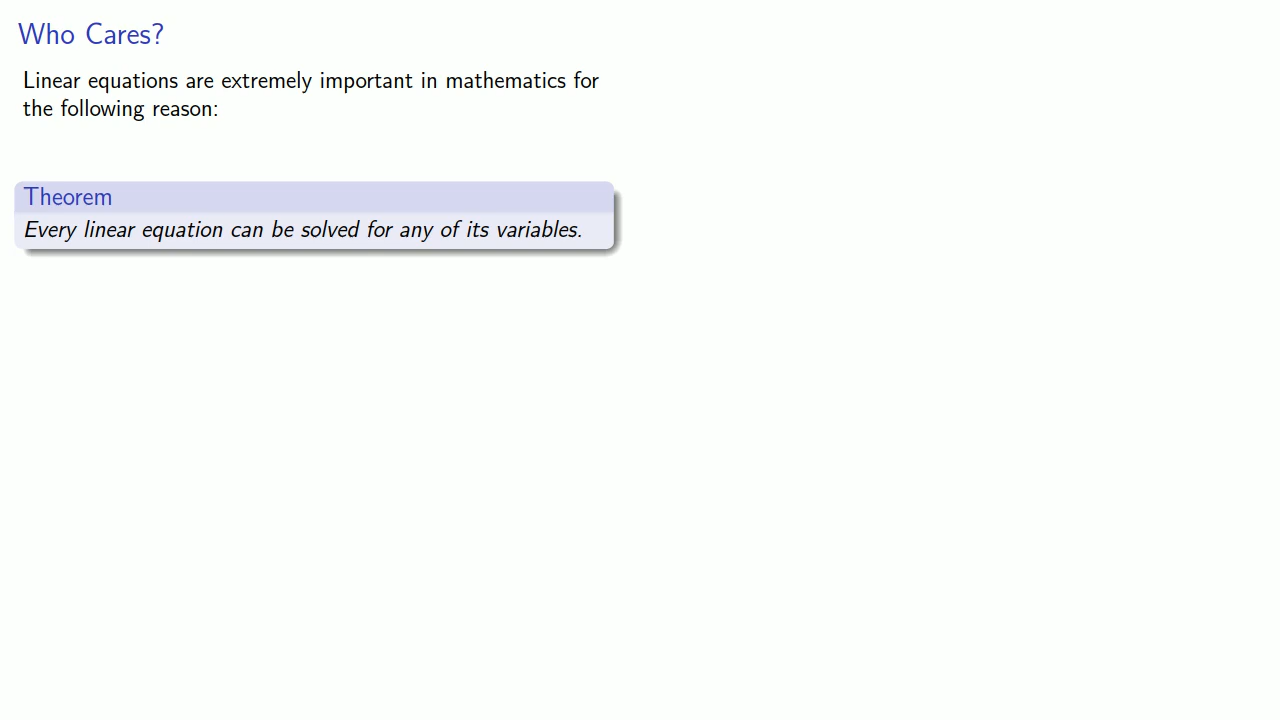 Who Cares?
Linear equations are extremely important in mathematics for
the following reason:
Theorem
Every linear equation can be solved for any of its variables.